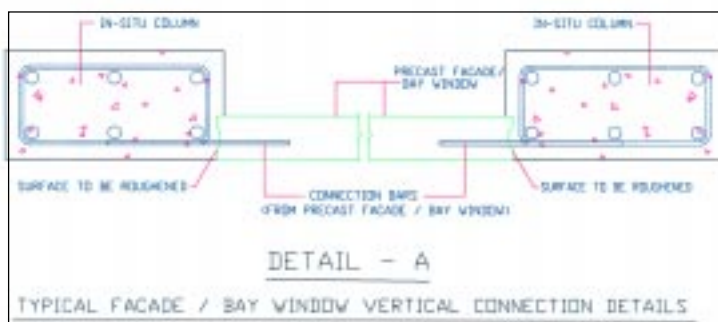 IN-SITU COLUMN
IN-SITU COLUMN
PRECAST FACADE/
BAY WINDOW
SURFACE TO BE ROUGHENED
CONNECTION BARS
(FROM PRECAST FACADE / BAY WINDOW)
SURFACE TO BE ROUGHENED
DETAIL - A
TYPICAL FACADE / BAY WINDOW VERTICAL CONNECTION DETAILS